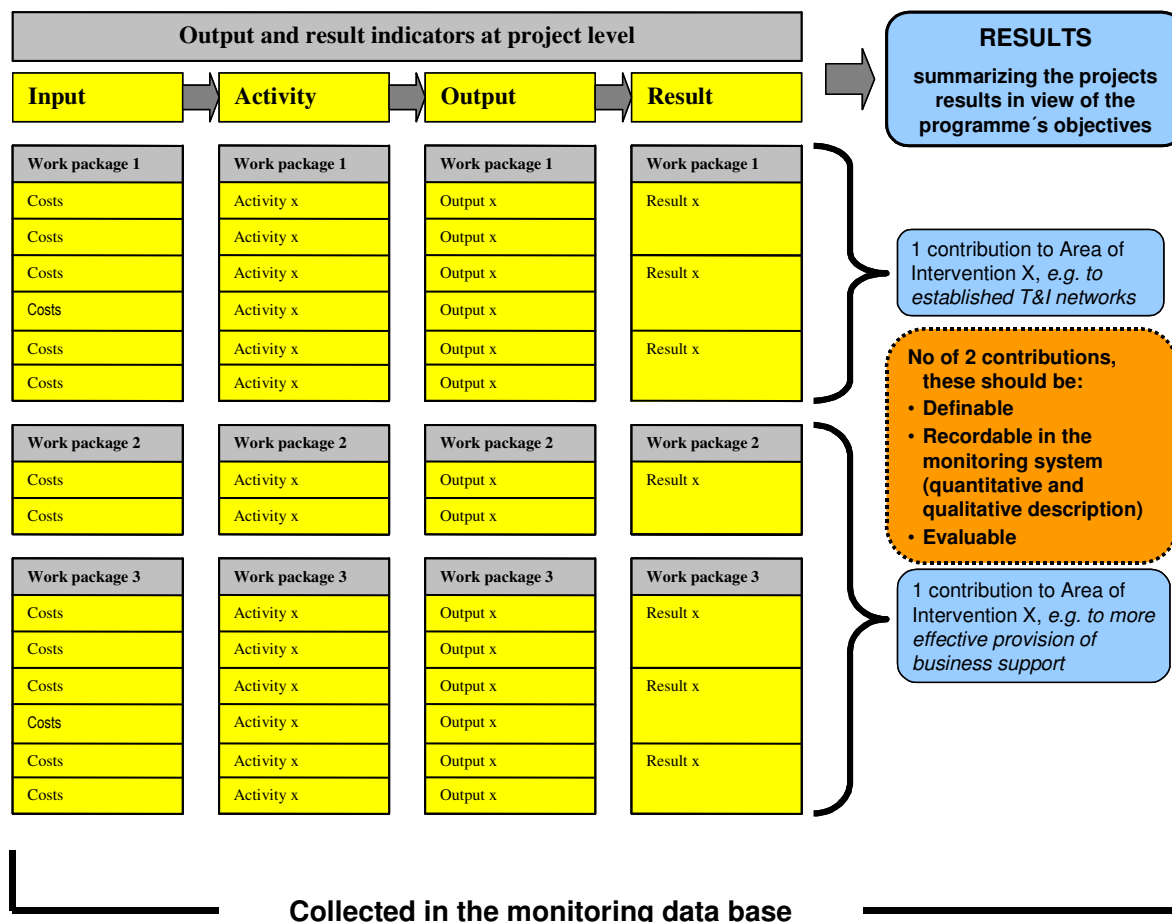 Output and result indicators at project level
Input
Activity
Output
Result
Work package 1
Costs
Costs
Costs
Costs
Costs
Costs
Work package 1
Activity x
Activity x
Activity x
Activity x
Activity x
Activity x
Work package 1
Output x
Output x
Output x
Output x
Output x
Output x
Work package 1
Result x
Result x
Result x
Work package 2
Costs
Costs
Work package 2
Activity x
Activity x
Work package 2
Output x
Output x
Work package 2
Result x
Work package 3
Costs
Costs
Costs
Costs
Costs
Costs
Work package 3
Activity x
Activity x
Activity x
Activity x
Activity x
Activity x
Work package 3
Output x
Output x
Output x
Output x
Output x
Output x
Work package 3
Result x
Result x
Result x
RESULTS
summarizing the projects
results in view of the
programme´s objectives
1 contribution to Area of
Intervention X, e.g. to
established T&I networks
No of 2 contributions,
these should be:
• Definable
• Recordable in the
monitoring system
(quantitative and
qualitative description)
• Evaluable
1 contribution to Area of
Intervention X, e.g. to more
effective provision of
business support
Collected in the monitoring data base